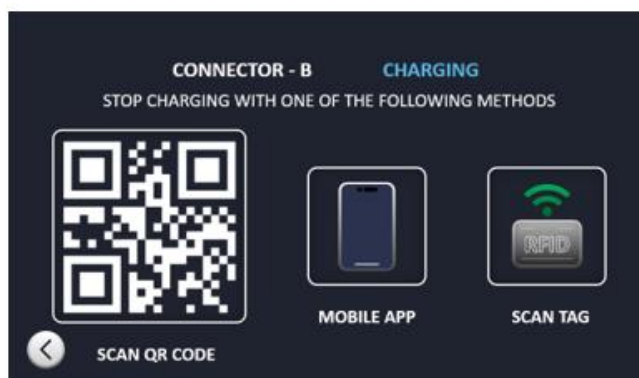 CONNECTOR - B CHARGING
STOP CHARGING WITH ONE OF THE FOLLOWING METHODS
RFID
MOBILE APP SCAN TAG
SCAN QR CODE